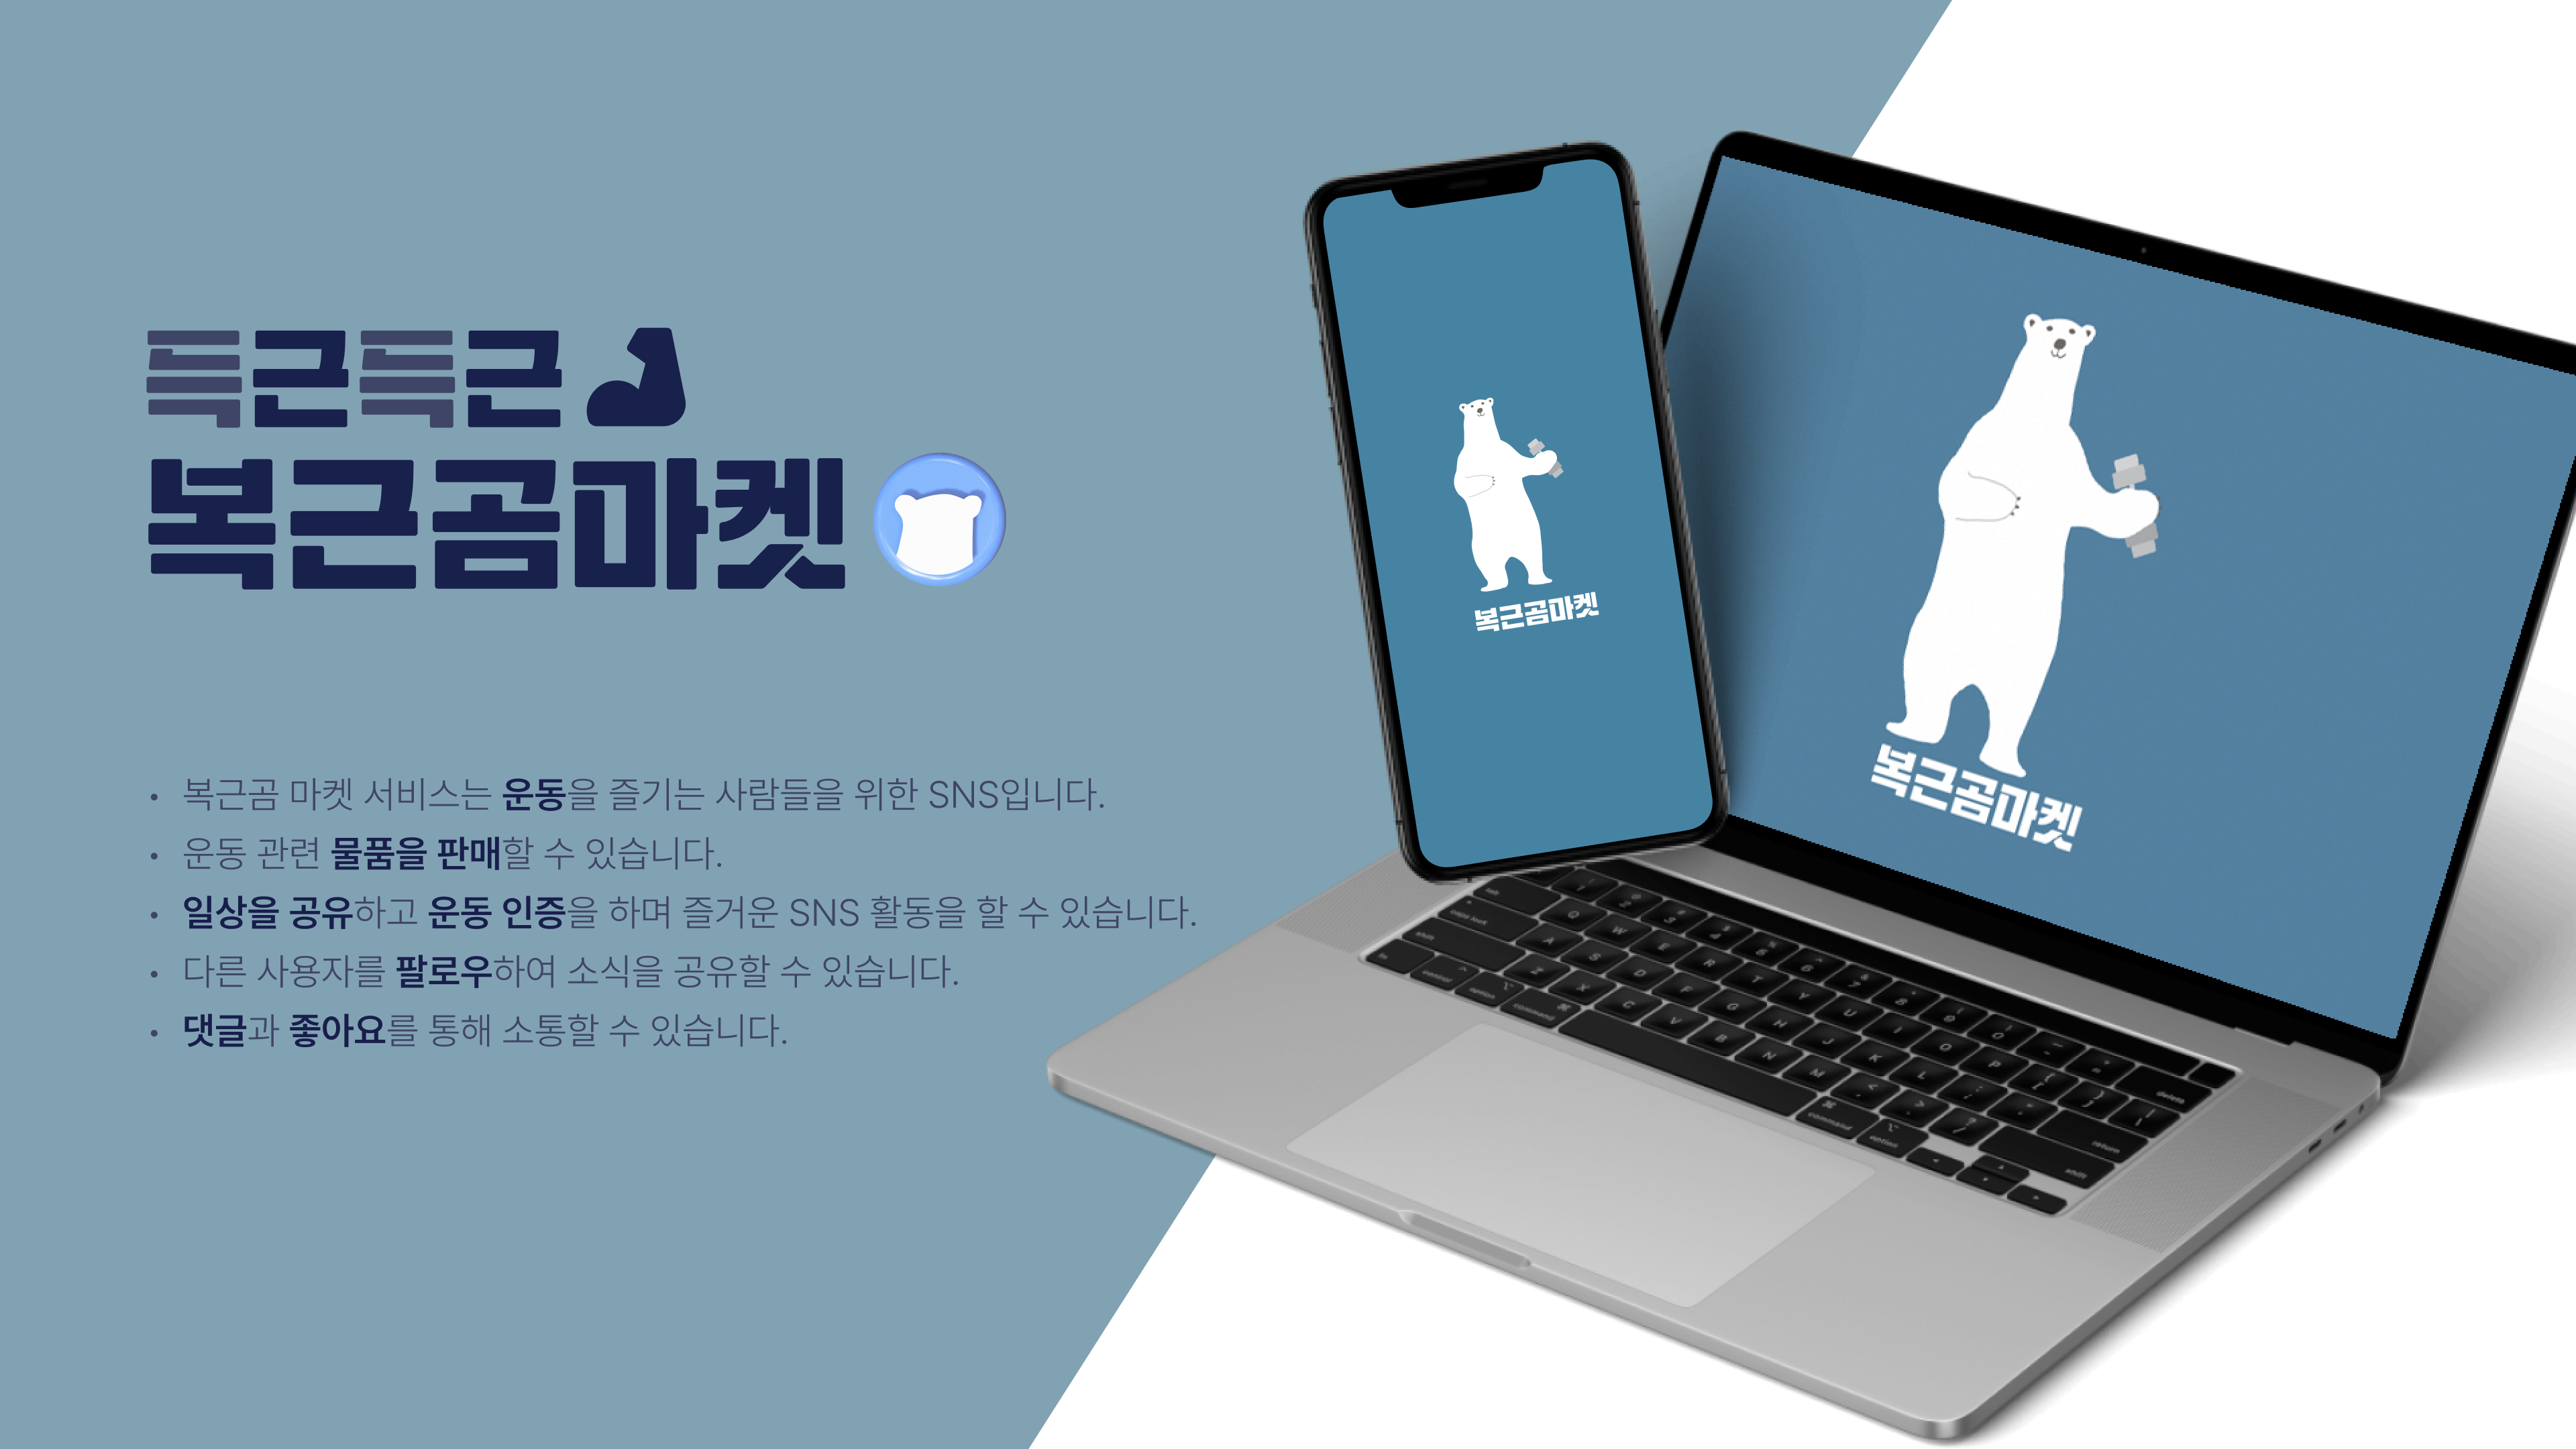 득근득근
복근곰마켓
• 복근곰 마켓 서비스는 운동을 즐기는 사람들을 위한 SNS입니다.
• 운동 관련 물품을 판매할 수 있습니다.
• 일상을 공유하고 운동 인증을 하며 즐거운 SNS 활동을 할 수 있습니다.
• 다른 사용자를 팔로우하여 소식을 공유할 수 있습니다.
• 댓글과 좋아요를 통해 소통할 수 있습니다.
복근곰마켓
복근곰마켓